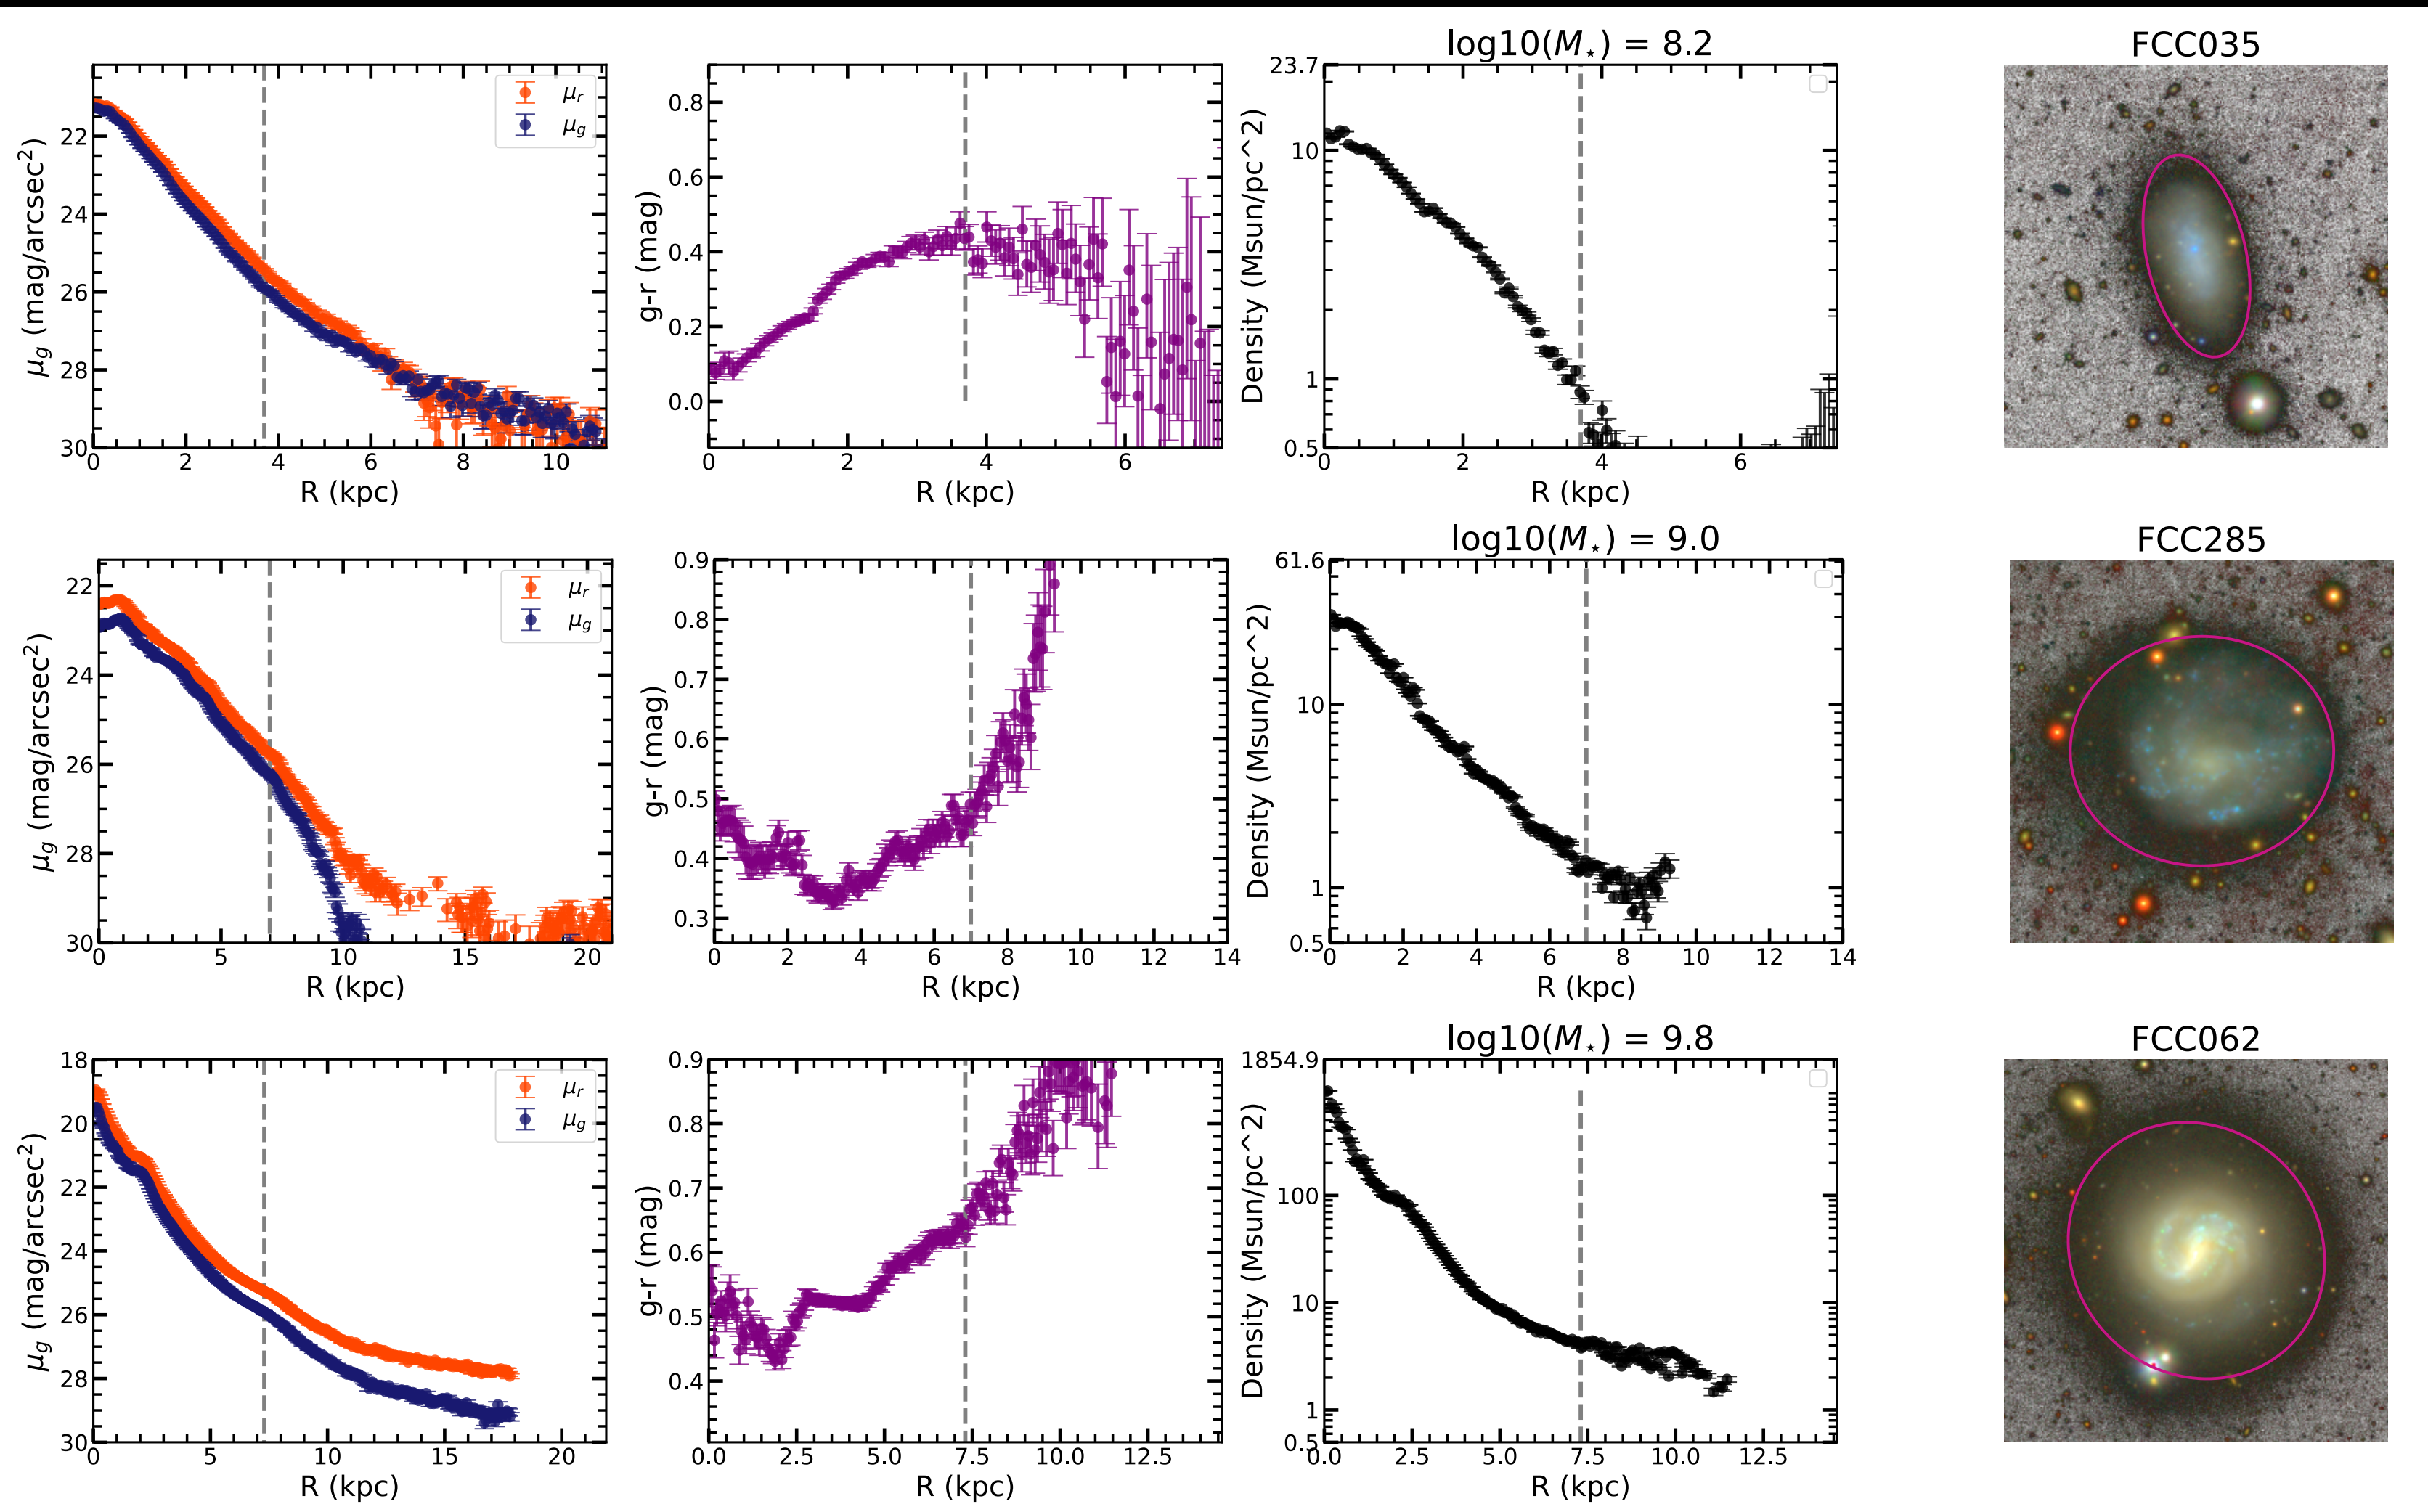 log10(M⋆) = 8.2
FCC035
μg (mag/arcsec²)
22
24
26
28
30
0 2 4 6 8 10
R (kpc)
μr
μg
g-r (mag)
0.8
0.6
0.4
0.2
0.0
0 2 4 6
R (kpc)
Density (Msun/pc^2)
23.7
10
1
0.5
0 2 4 6
R (kpc)
log10(M⋆) = 9.0
FCC285
μg (mag/arcsec²)
22
24
26
28
30
0 5 10 15 20
R (kpc)
μr
μg
g-r (mag)
0.9
0.8
0.7
0.6
0.5
0.4
0.3
0 2 4 6 8 10 12 14
R (kpc)
Density (Msun/pc^2)
61.6
10
1
0.5
0 2 4 6 8 10 12 14
R (kpc)
log10(M⋆) = 9.8
FCC062
μg (mag/arcsec²)
18
20
22
24
26
28
30
0 5 10 15 20
R (kpc)
μr
μg
g-r (mag)
0.9
0.8
0.7
0.6
0.5
0.4
0.0 2.5 5.0 7.5 10.0 12.5
R (kpc)
Density (Msun/pc^2)
1854.9
100
10
1
0.5
0.0 2.5 5.0 7.5 10.0 12.5
R (kpc)